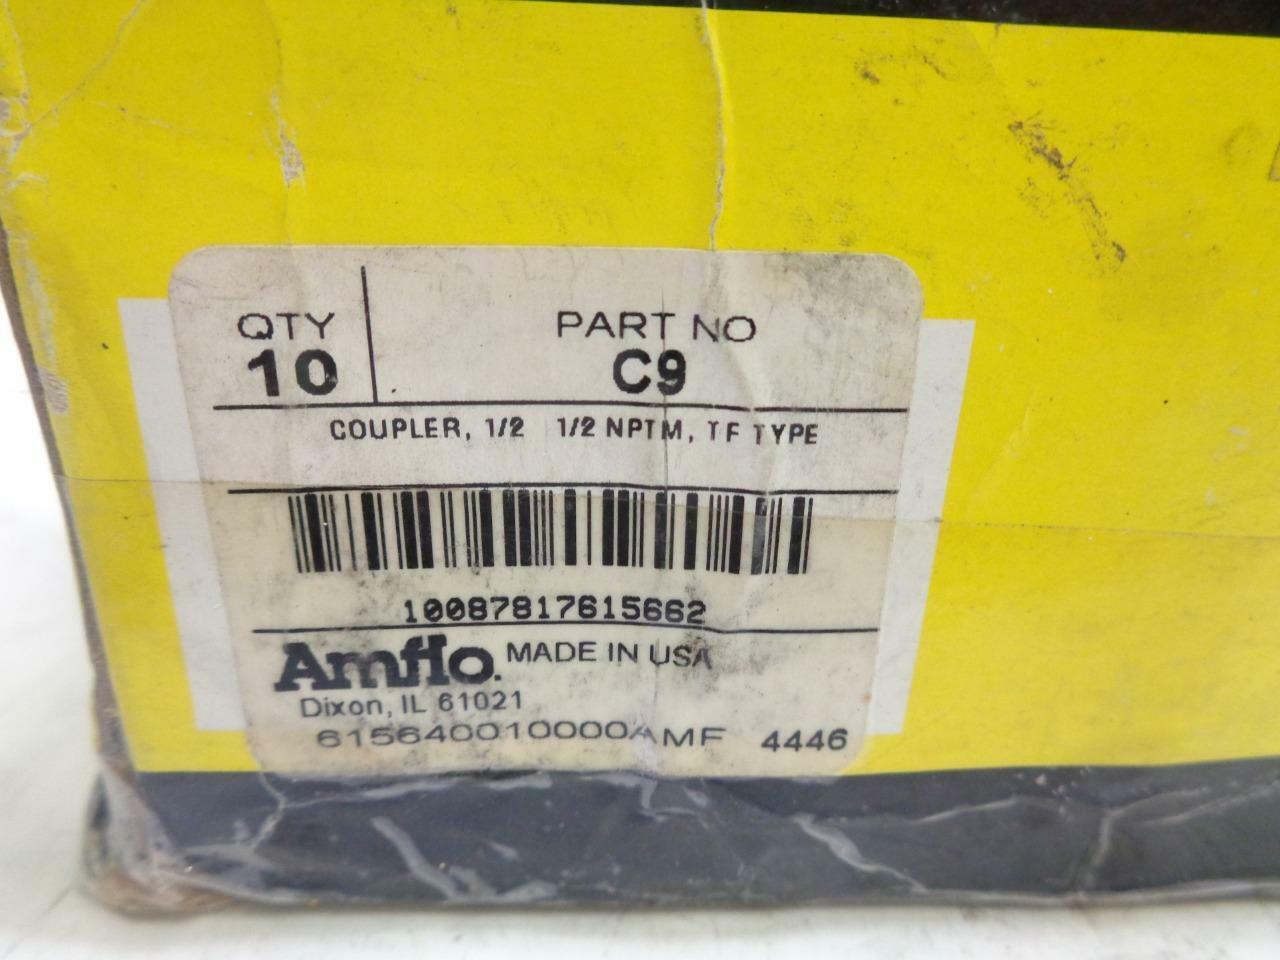 QTY PART NO
10 C9
COUPLER, 1/2 1/2 NPTM, TF TYPE
10087817615662
Amflo. MADE IN USA
Dixon, IL 61021
615640010000AMF 4446